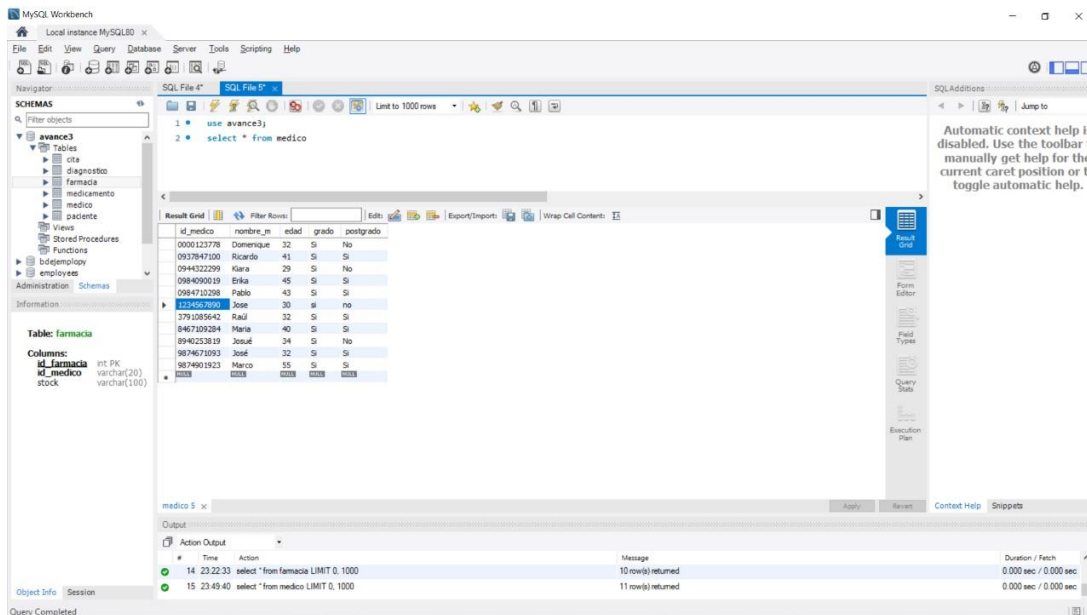 MySQL Workbench
Local instance MySQL80
File Edit View Query Database Server Tools Scripting Help
Navigator
SCHEMAS
Filter objects
avance3
Tables
cita
diagnostico
farmacia
medicamento
medico
paciente
Views
Stored Procedures
Functions
bdejemplopy
employees
Administration Schemas
Information
Table: farmacia
Columns:
id_farmacia int PK
id_medico varchar(20)
stock varchar(100)
Object Info Session
Query Completed
SQL File 4* SQL File 5*
Limit to 1000 rows
1 use avance3;
2 select * from medico
Result Grid Filter Rows: Edit: Export/Import: Wrap Cell Content:
id_medico nombre_m edad grado postgrado
0000123778 Domenique 32 Si No
0937847100 Ricardo 41 Si Si
0944322299 Kiara 29 Si No
0984090019 Erika 45 Si Si
0984710298 Pablo 43 Si Si
1234567890 Jose 30 si no
3791085642 Raúl 32 Si Si
8467109284 Maria 40 Si Si
8940253819 Josué 34 Si No
9874671093 José 32 Si Si
9874901923 Marco 55 Si Si
NULL NULL NULL NULL NULL
Result Grid
Form Editor
Field Types
Query Stats
Execution Plan
medico 5
Apply Revert
Output
Action Output
# Time Action Message Duration / Fetch
14 23:22:33 select * from farmacia LIMIT 0, 1000 10 row(s) returned 0.000 sec / 0.000 sec
15 23:49:40 select * from medico LIMIT 0, 1000 11 row(s) returned 0.000 sec / 0.000 sec
SQLAdditions
Jump to
Automatic context help i
disabled. Use the toolbar
manually get help for the
current caret position or t
toggle automatic help.
Context Help Snippets